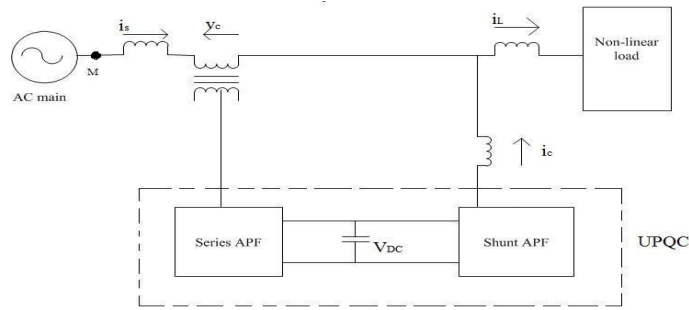 is
vc
iL
Non-linear
load
M
AC main
ic
Series APF
VDC
Shunt APF
UPQC